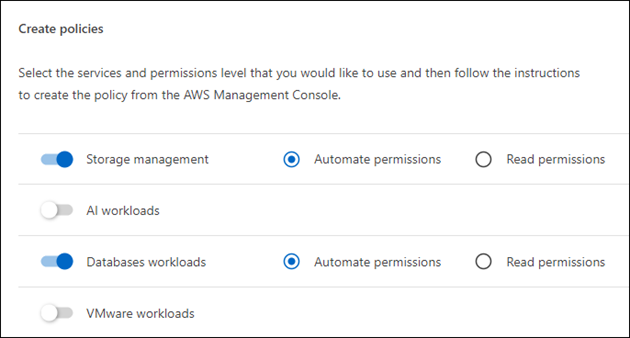 Create policies
Select the services and permissions level that you would like to use and then follow the instructions
to create the policy from the AWS Management Console.
Storage management Automate permissions Read permissions
AI workloads
Databases workloads Automate permissions Read permissions
VMware workloads